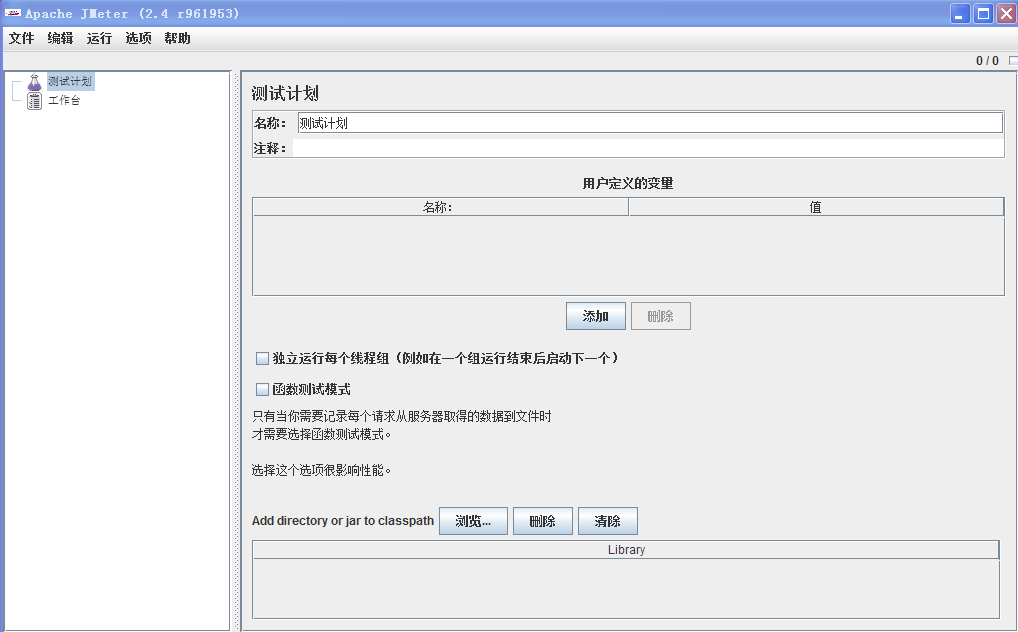 Apache JMeter (2.4 r961953)
文件 编辑 运行 选项 帮助
0 / 0
测试计划
工作台
测试计划
名称： 测试计划
注释：
用户定义的变量
名称： 值
添加 删除
独立运行每个线程组（例如在一个组运行结束后启动下一个）
函数测试模式
只有当你需要记录每个请求从服务器取得的数据到文件时
才需要选择函数测试模式。
选择这个选项很影响性能。
Add directory or jar to classpath 浏览... 删除 清除
Library